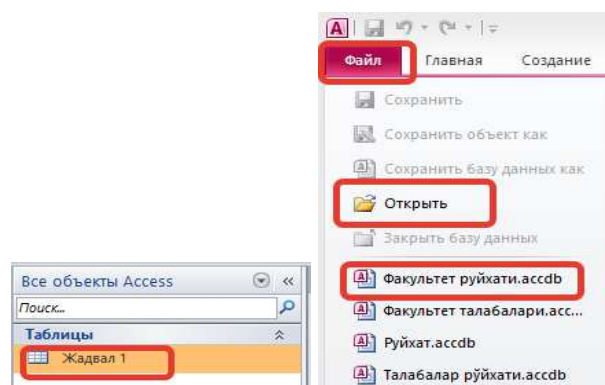 Все объекты Access
Поиск...
Таблицы
Жадвал 1
Файл Главная Создание
Сохранить
Сохранить объект как
Сохранить базу данных как
Открыть
Закрыть базу данных
Факультет руйхати.accdb
Факультет талабалари.acc...
Руйхат.accdb
Талабалар рўйхати.accdb